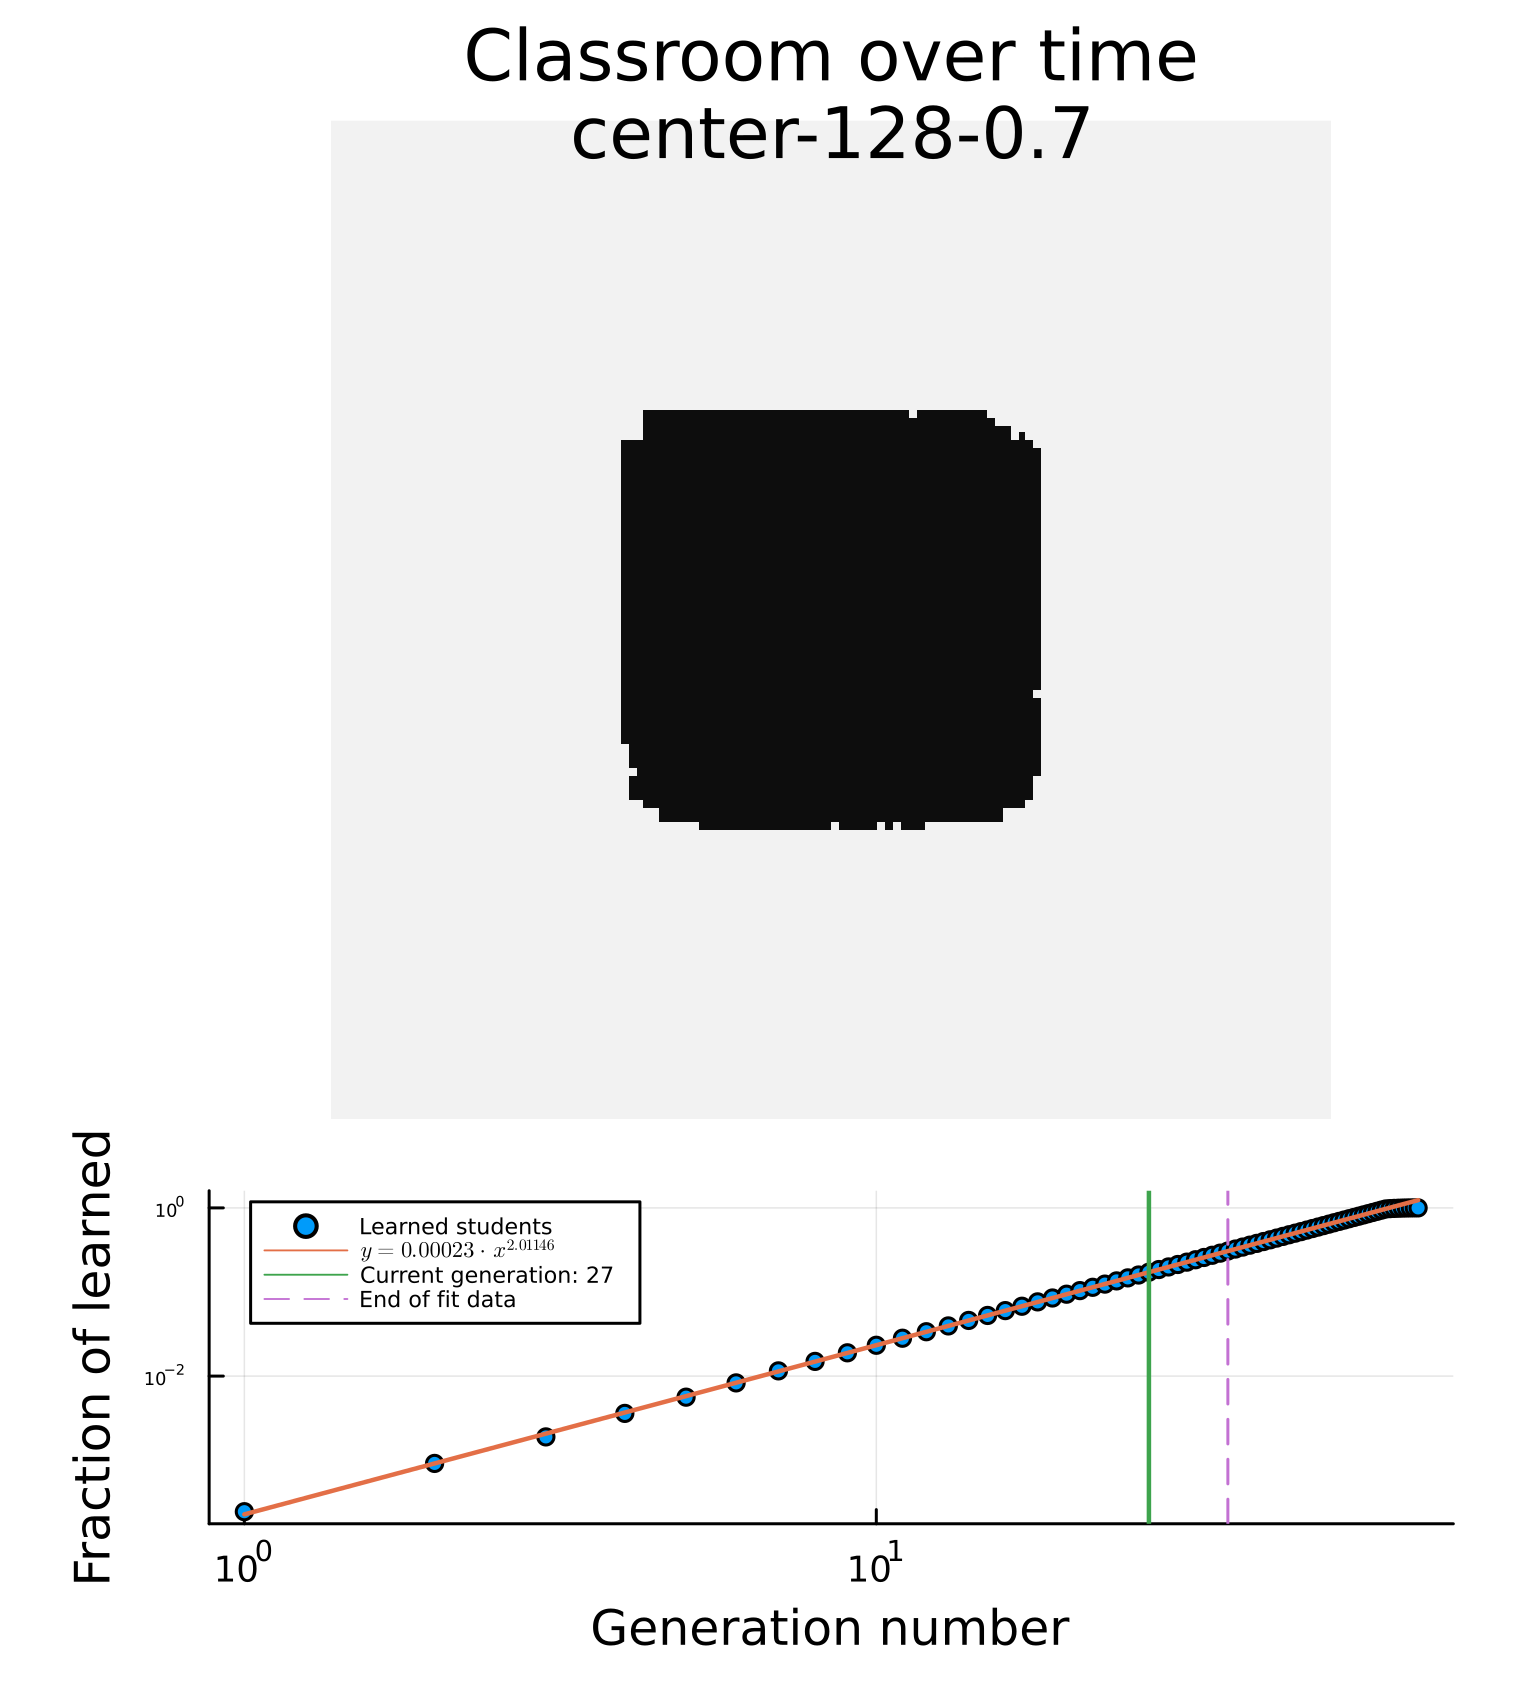 Classroom over time
center-128-0.7
Fraction of learned
10⁰
10⁻²
Learned students
y = 0.00023 · x^2.01146
Current generation: 27
End of fit data
10⁰
10¹
Generation number